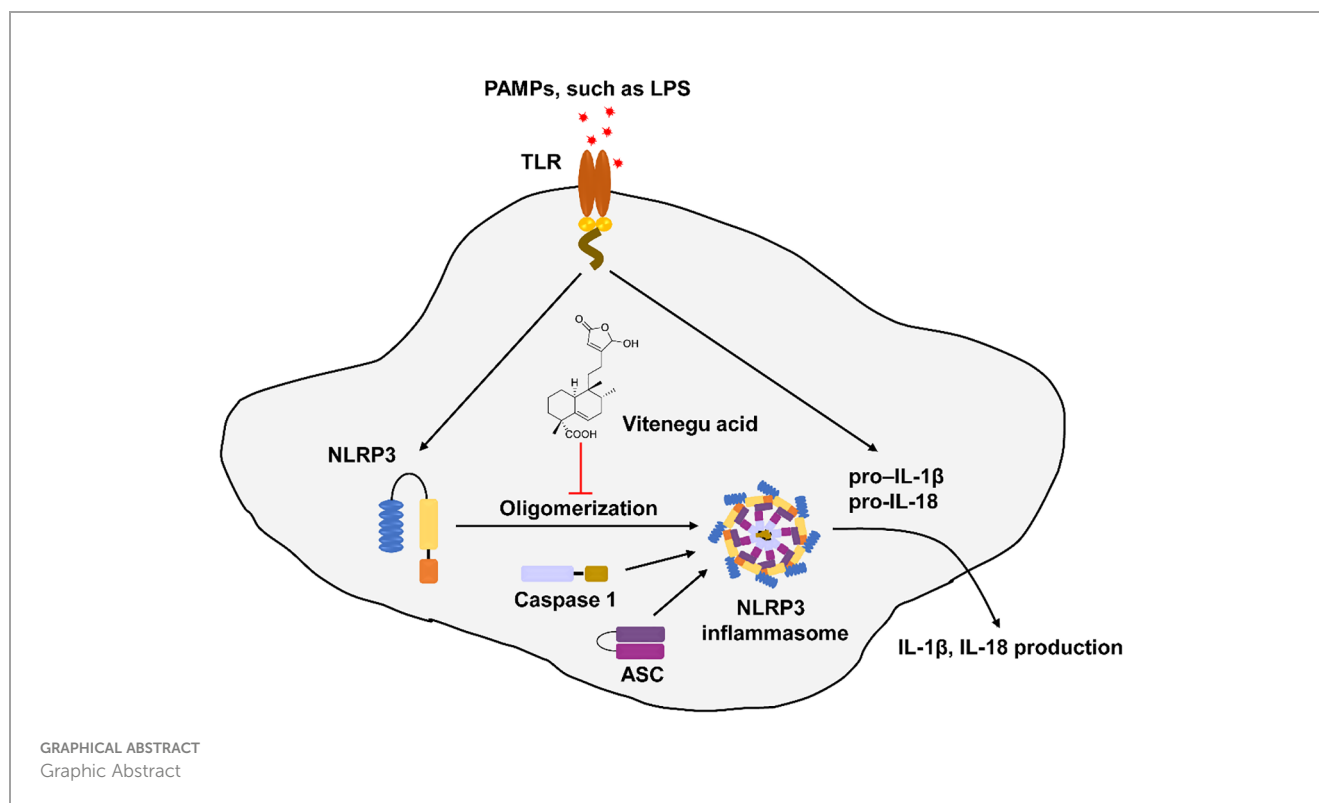 PAMPs, such as LPS
TLR
O
O
OH
H
COOH
Vitenegu acid
NLRP3
pro–IL-1β
pro-IL-18
Oligomerization
Caspase 1
NLRP3
inflammasome
ASC
IL-1β, IL-18 production
GRAPHICAL ABSTRACT
Graphic Abstract